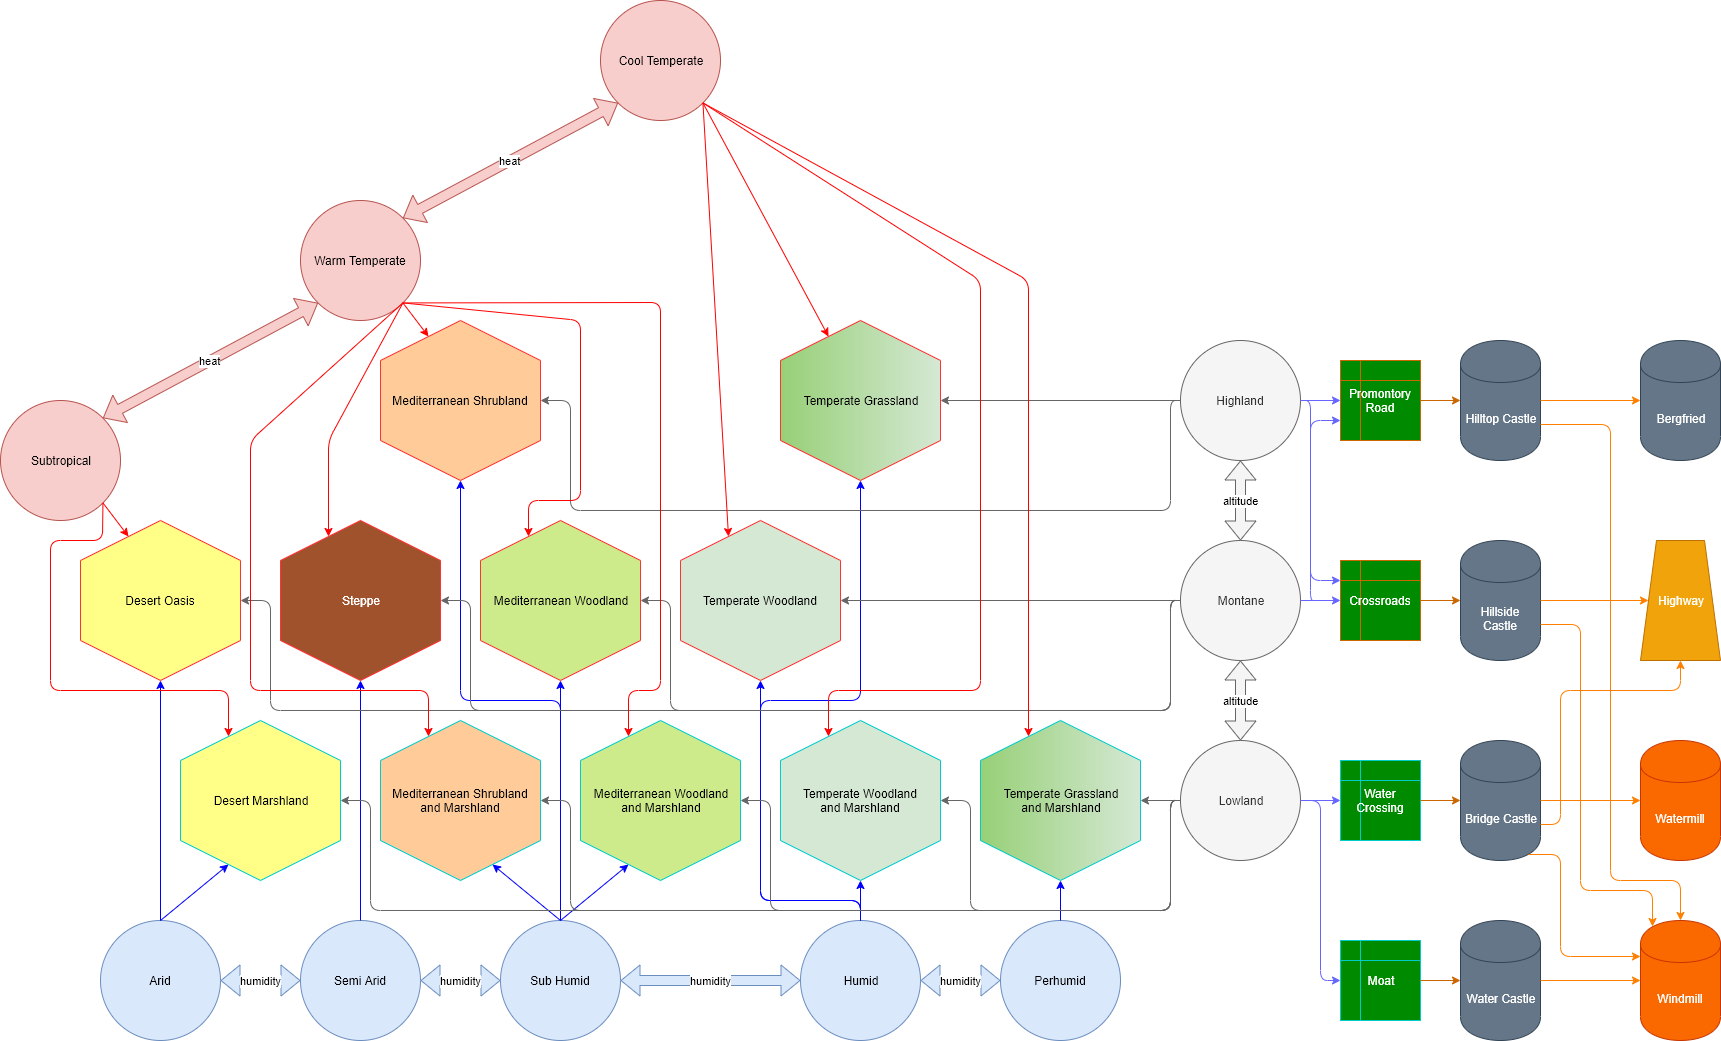 Cool Temperate
heat
Warm Temperate
heat
Subtropical
Mediterranean Shrubland
Temperate Grassland
Highland
Promontory
Road
Hilltop Castle
Bergfried
altitude
Desert Oasis
Steppe
Mediterranean Woodland
Temperate Woodland
Montane
Crossroads
Hillside
Castle
Highway
altitude
Desert Marshland
Mediterranean Shrubland
and Marshland
Mediterranean Woodland
and Marshland
Temperate Woodland
and Marshland
Temperate Grassland
and Marshland
Lowland
Water
Crossing
Bridge Castle
Watermill
Arid
humidity
Semi Arid
humidity
Sub Humid
humidity
Humid
humidity
Perhumid
Moat
Water Castle
Windmill